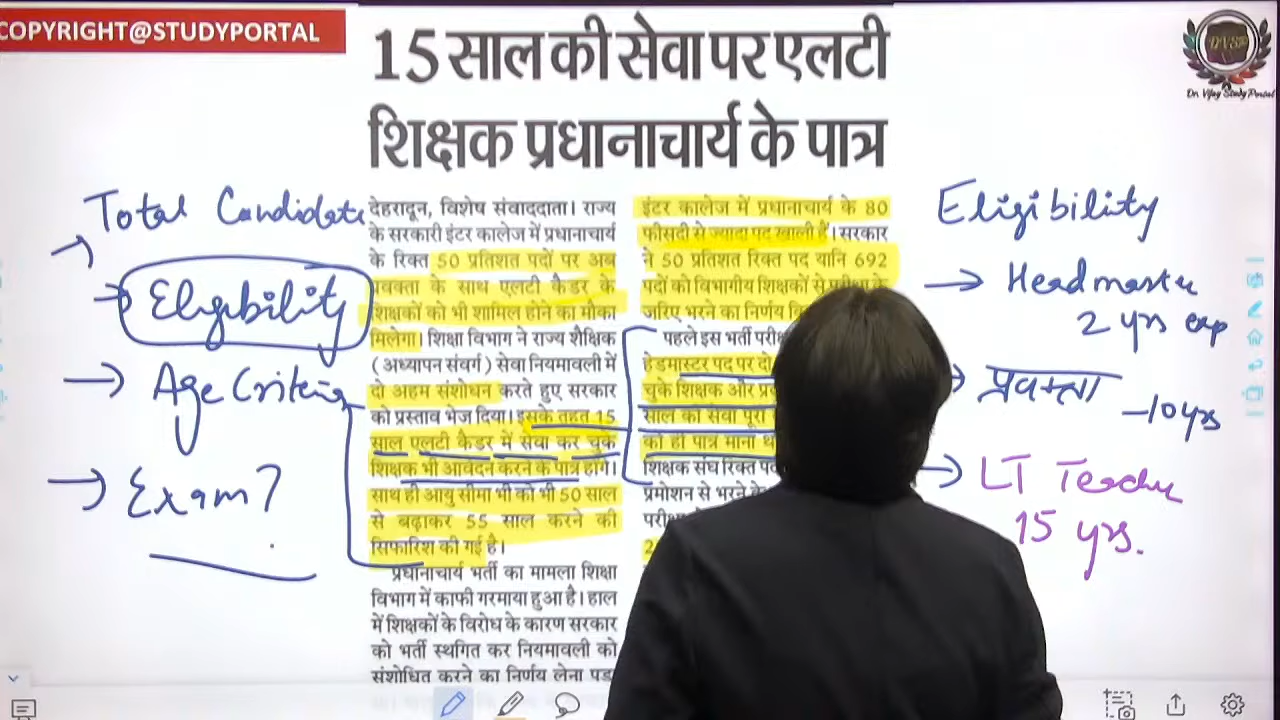 COPYRIGHT@STUDYPORTAL
Dr. Vijay Study Portal
15 साल की सेवा पर एलटी
शिक्षक प्रधानाचार्य के पात्र
Total Candidate
Eligibility
Age Criteria
Exam?
देहरादून, विशेष संवाददाता। राज्य
के सरकारी इंटर कालेज में प्रधानाचार्य
के रिक्त 50 प्रतिशत पदों पर अब
प्रवक्ता के साथ एलटी कैडर के
शिक्षकों को भी शामिल होने का मौका
मिलेगा। शिक्षा विभाग ने राज्य शैक्षिक
(अध्यापन संवर्ग) सेवा नियमावली में
दो अहम संशोधन करते हुए सरकार
को प्रस्ताव भेज दिया। इसके तहत 15
साल एलटी कैडर में सेवा कर चुके
शिक्षक भी आवेदन करने के पात्र होंगे।
साथ ही आयु सीमा भी को भी 50 साल
से बढ़ाकर 55 साल करने की
सिफारिश की गई है।
प्रधानाचार्य भर्ती का मामला शिक्षा
विभाग में काफी गरमाया हुआ है। हाल
में शिक्षकों के विरोध के कारण सरकार
को भर्ती स्थगित कर नियमावली को
संशोधित करने का निर्णय लेना पड़ा
इंटर कालेज में प्रधानाचार्य के 80
फीसदी से ज्यादा पद खाली हैं। सरकार
ने 50 प्रतिशत रिक्त पद यानि 692
पदों को विभागीय शिक्षकों से परीक्षा के
जरिए भरने का निर्णय
पहले इस भर्ती
हेडमास्टर पद पर दो
चुके शिक्षक और
साल की सेवा पूरी
को ही पात्र माना
शिक्षक संघ रिक्त
प्रमोशन से भरने
Eligibility
Headmaster
2 yrs exp
प्रवक्ता
-10 yrs
LT Teacher
15 yrs.